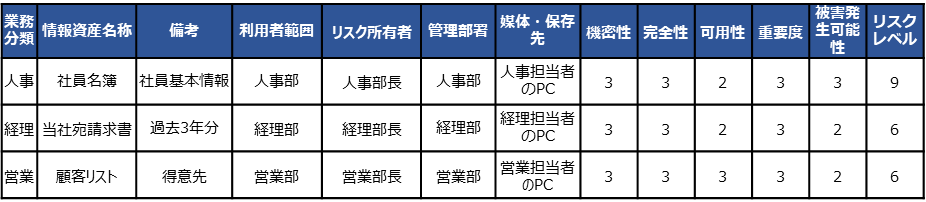 業務分類 情報資産名称 備考 利用者範囲 リスク所有者 管理部署 媒体・保存先 機密性 完全性 可用性 重要度 被害発生可能性 リスクレベル
人事 社員名簿 社員基本情報 人事部 人事部長 人事部 人事担当者のPC 3 3 2 3 3 9
経理 当社宛請求書 過去3年分 経理部 経理部長 経理部 経理担当者のPC 3 3 2 3 2 6
営業 顧客リスト 得意先 営業部 営業部長 営業部 営業担当者のPC 3 3 3 3 2 6